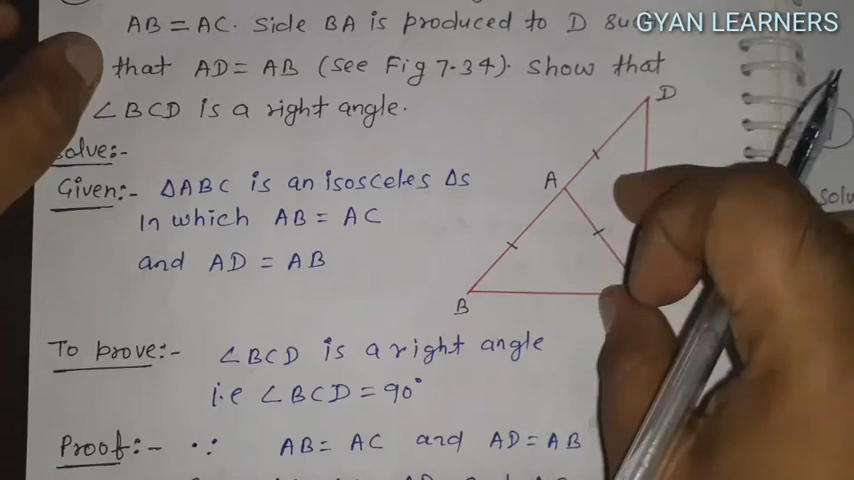 GYAN LEARNERS
AB = AC. Side BA is produced to D
that AD = AB (see Fig 7.34). Show that
∠BCD is a right angle.
Solve:-
Given:- ΔABC is an isosceles Δs
In which AB = AC
and AD = AB
D
A
B
To prove:- ∠BCD is a right angle
i.e ∠BCD = 90°
Proof:- ∵ AB = AC and AD = AB